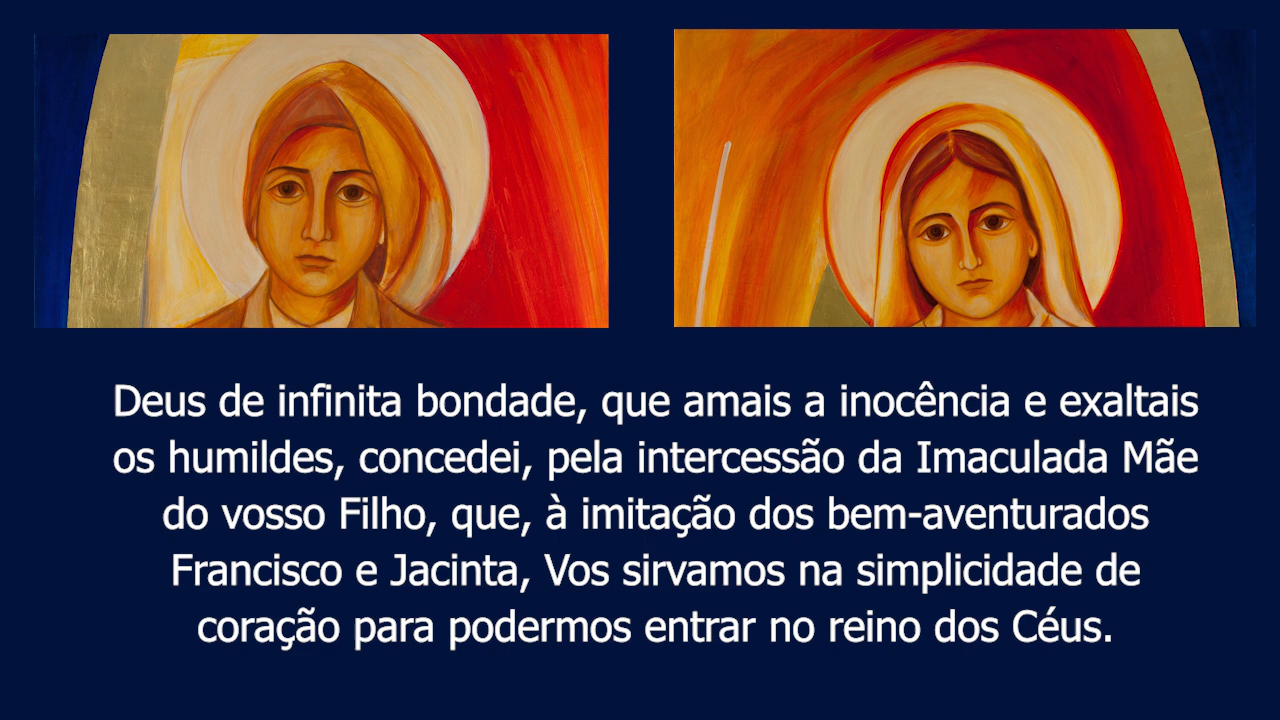 Deus de infinita bondade, que amais a inocência e exaltais
os humildes, concedei, pela intercessão da Imaculada Mãe
do vosso Filho, que, à imitação dos bem-aventurados
Francisco e Jacinta, Vos sirvamos na simplicidade de
coração para podermos entrar no reino dos Céus.